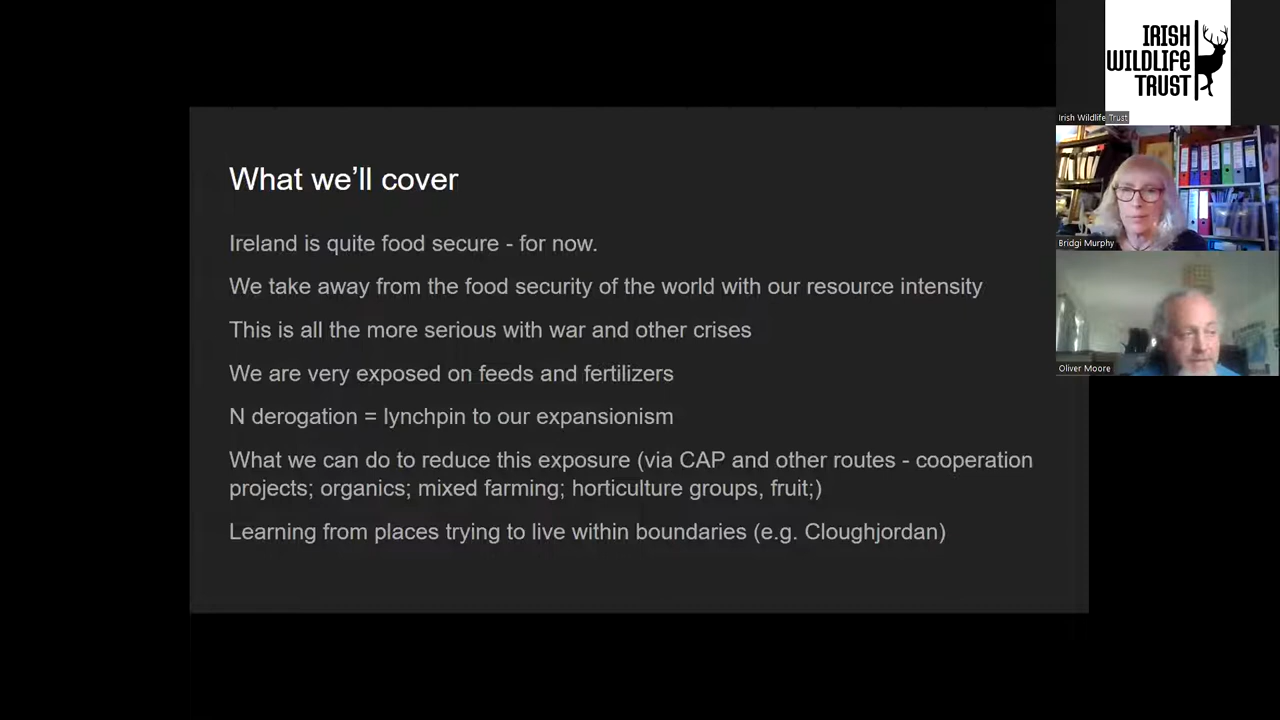 What we'll cover
Ireland is quite food secure - for now.
We take away from the food security of the world with our resource intensity
This is all the more serious with war and other crises
We are very exposed on feeds and fertilizers
N derogation = lynchpin to our expansionism
What we can do to reduce this exposure (via CAP and other routes - cooperation
projects; organics; mixed farming; horticulture groups, fruit;)
Learning from places trying to live within boundaries (e.g. Cloughjordan)
IRISH
WILDLIFE
TRUST
Irish Wildlife Trust
Bridgi Murphy
Oliver Moore